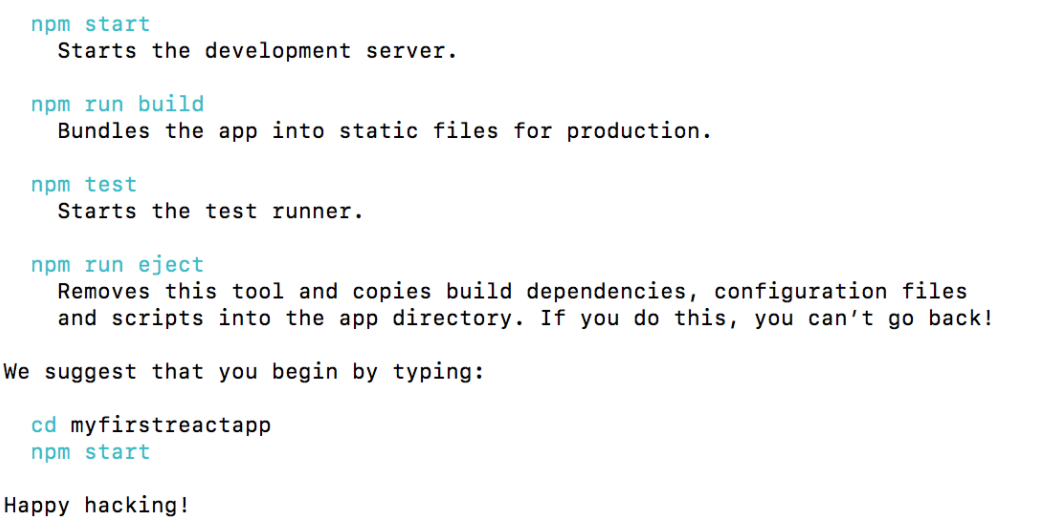 npm start
Starts the development server.
npm run build
Bundles the app into static files for production.
npm test
Starts the test runner.
npm run eject
Removes this tool and copies build dependencies, configuration files
and scripts into the app directory. If you do this, you can’t go back!
We suggest that you begin by typing:
cd myfirstreactapp
npm start
Happy hacking!